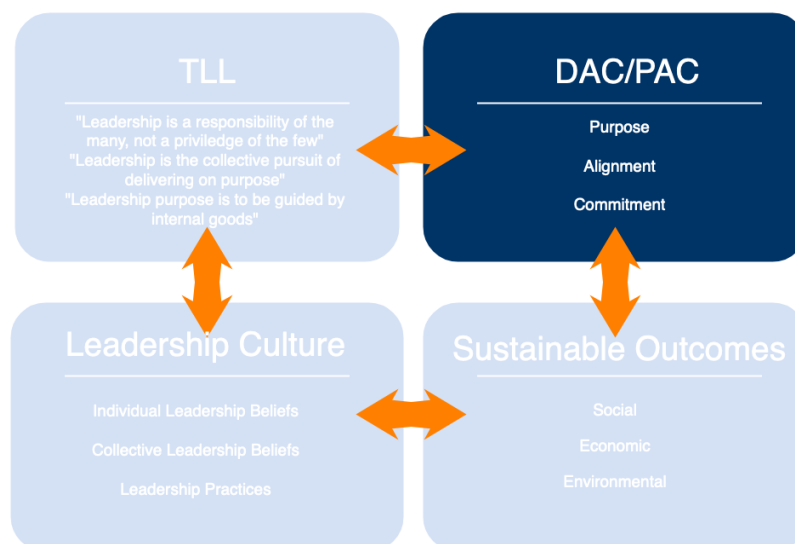 TLL
"Leadership is a responsibility of the
many, not a priviledge of the few"
"Leadership is the collective pursuit of
delivering on purpose"
"Leadership purpose is to be guided by
internal goods"
DAC/PAC
Purpose
Alignment
Commitment
Leadership Culture
Individual Leadership Beliefs
Collective Leadership Beliefs
Leadership Practices
Sustainable Outcomes
Social
Economic
Environmental